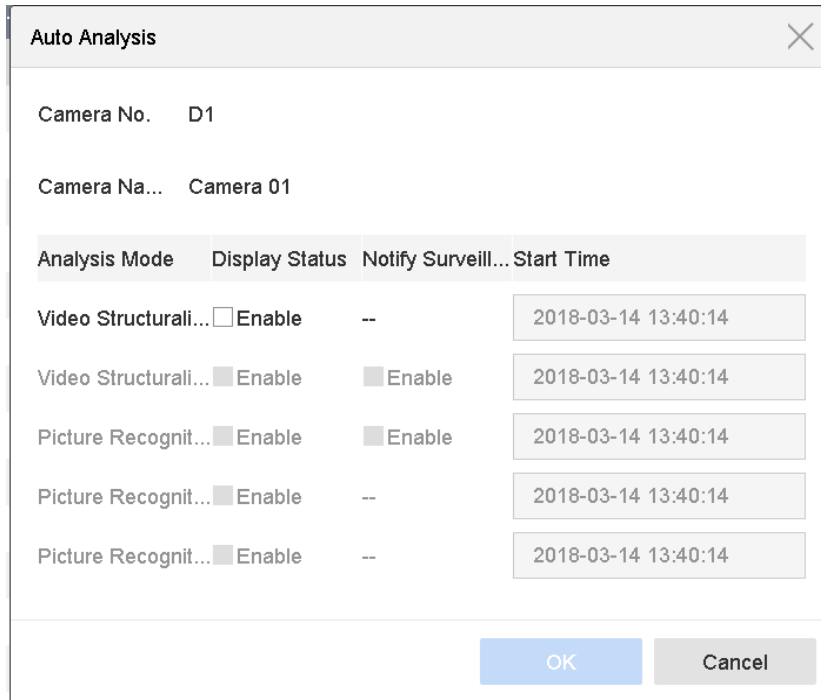 Auto Analysis
Camera No. D1
Camera Na... Camera 01
Analysis Mode Display Status Notify Surveill... Start Time
Video Structurali... Enable -- 2018-03-14 13:40:14
Video Structurali... Enable Enable 2018-03-14 13:40:14
Picture Recognit... Enable Enable 2018-03-14 13:40:14
Picture Recognit... Enable -- 2018-03-14 13:40:14
Picture Recognit... Enable -- 2018-03-14 13:40:14
OK Cancel